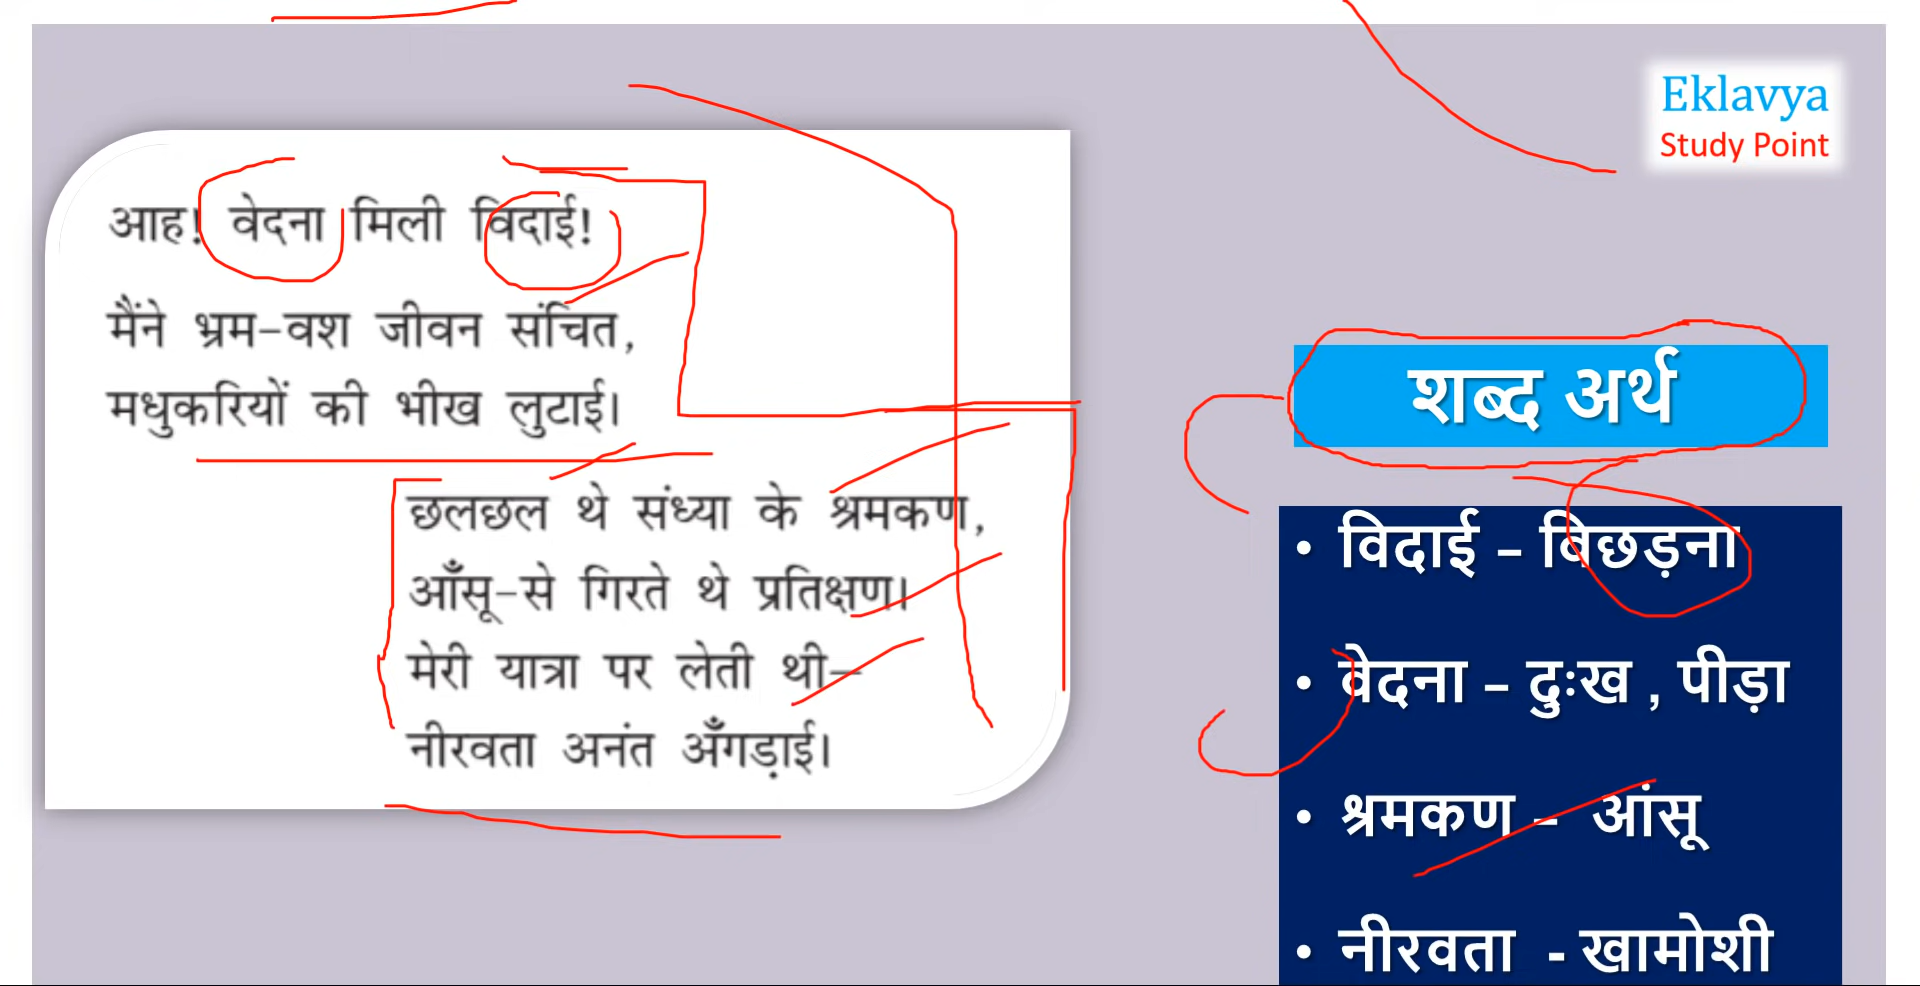 Eklavya
Study Point
आह! वेदना मिली विदाई!
मैंने भ्रम-वश जीवन संचित,
मधुकरियों की भीख लुटाई।
छलछल थे संध्या के श्रमकण,
आँसू-से गिरते थे प्रतिक्षण।
मेरी यात्रा पर लेती थी-
नीरवता अनंत अँगड़ाई।
शब्द अर्थ
• विदाई – विछड़ना
• वेदना – दुःख , पीड़ा
• श्रमकण – आंसू
• नीरवता - खामोशी